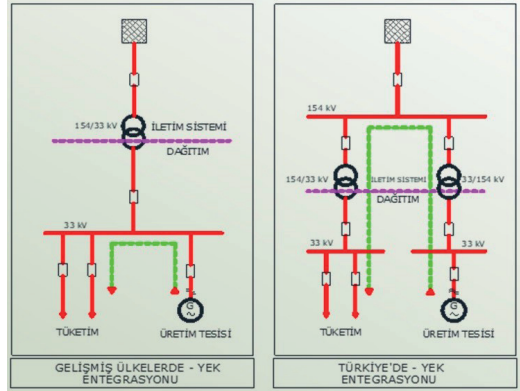 154/33 kV
İLETİM SİSTEMİ
DAĞITIM
33 kV
G
TÜKETİM
ÜRETİM TESİSİ
GELİŞMİŞ ÜLKELERDE - YEK
ENTEGRASYONU
154 kV
154/33 kV
İLETİM SİSTEMİ
33/154 kV
DAĞITIM
33 kV
33 kV
G
TÜKETİM
ÜRETİM TESİSİ
TÜRKİYE'DE - YEK
ENTEGRASYONU